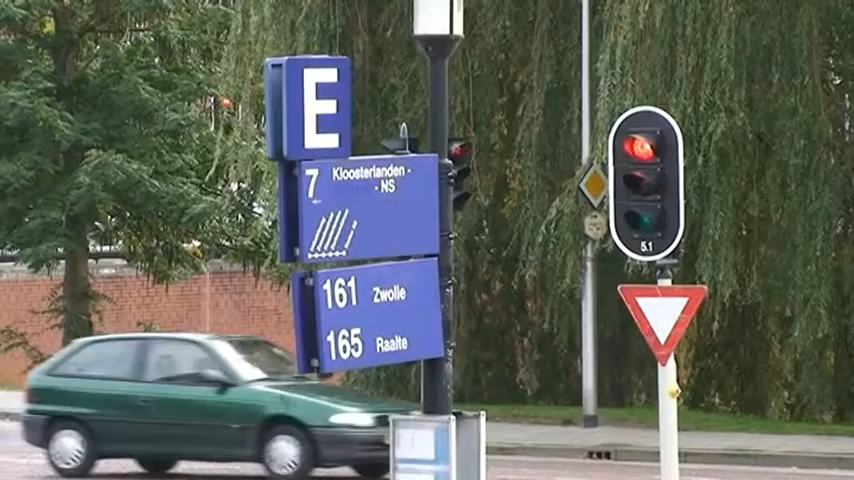 E
7 Kloosterlanden -
- NS
161 Zwolle
165 Raalte
5.1